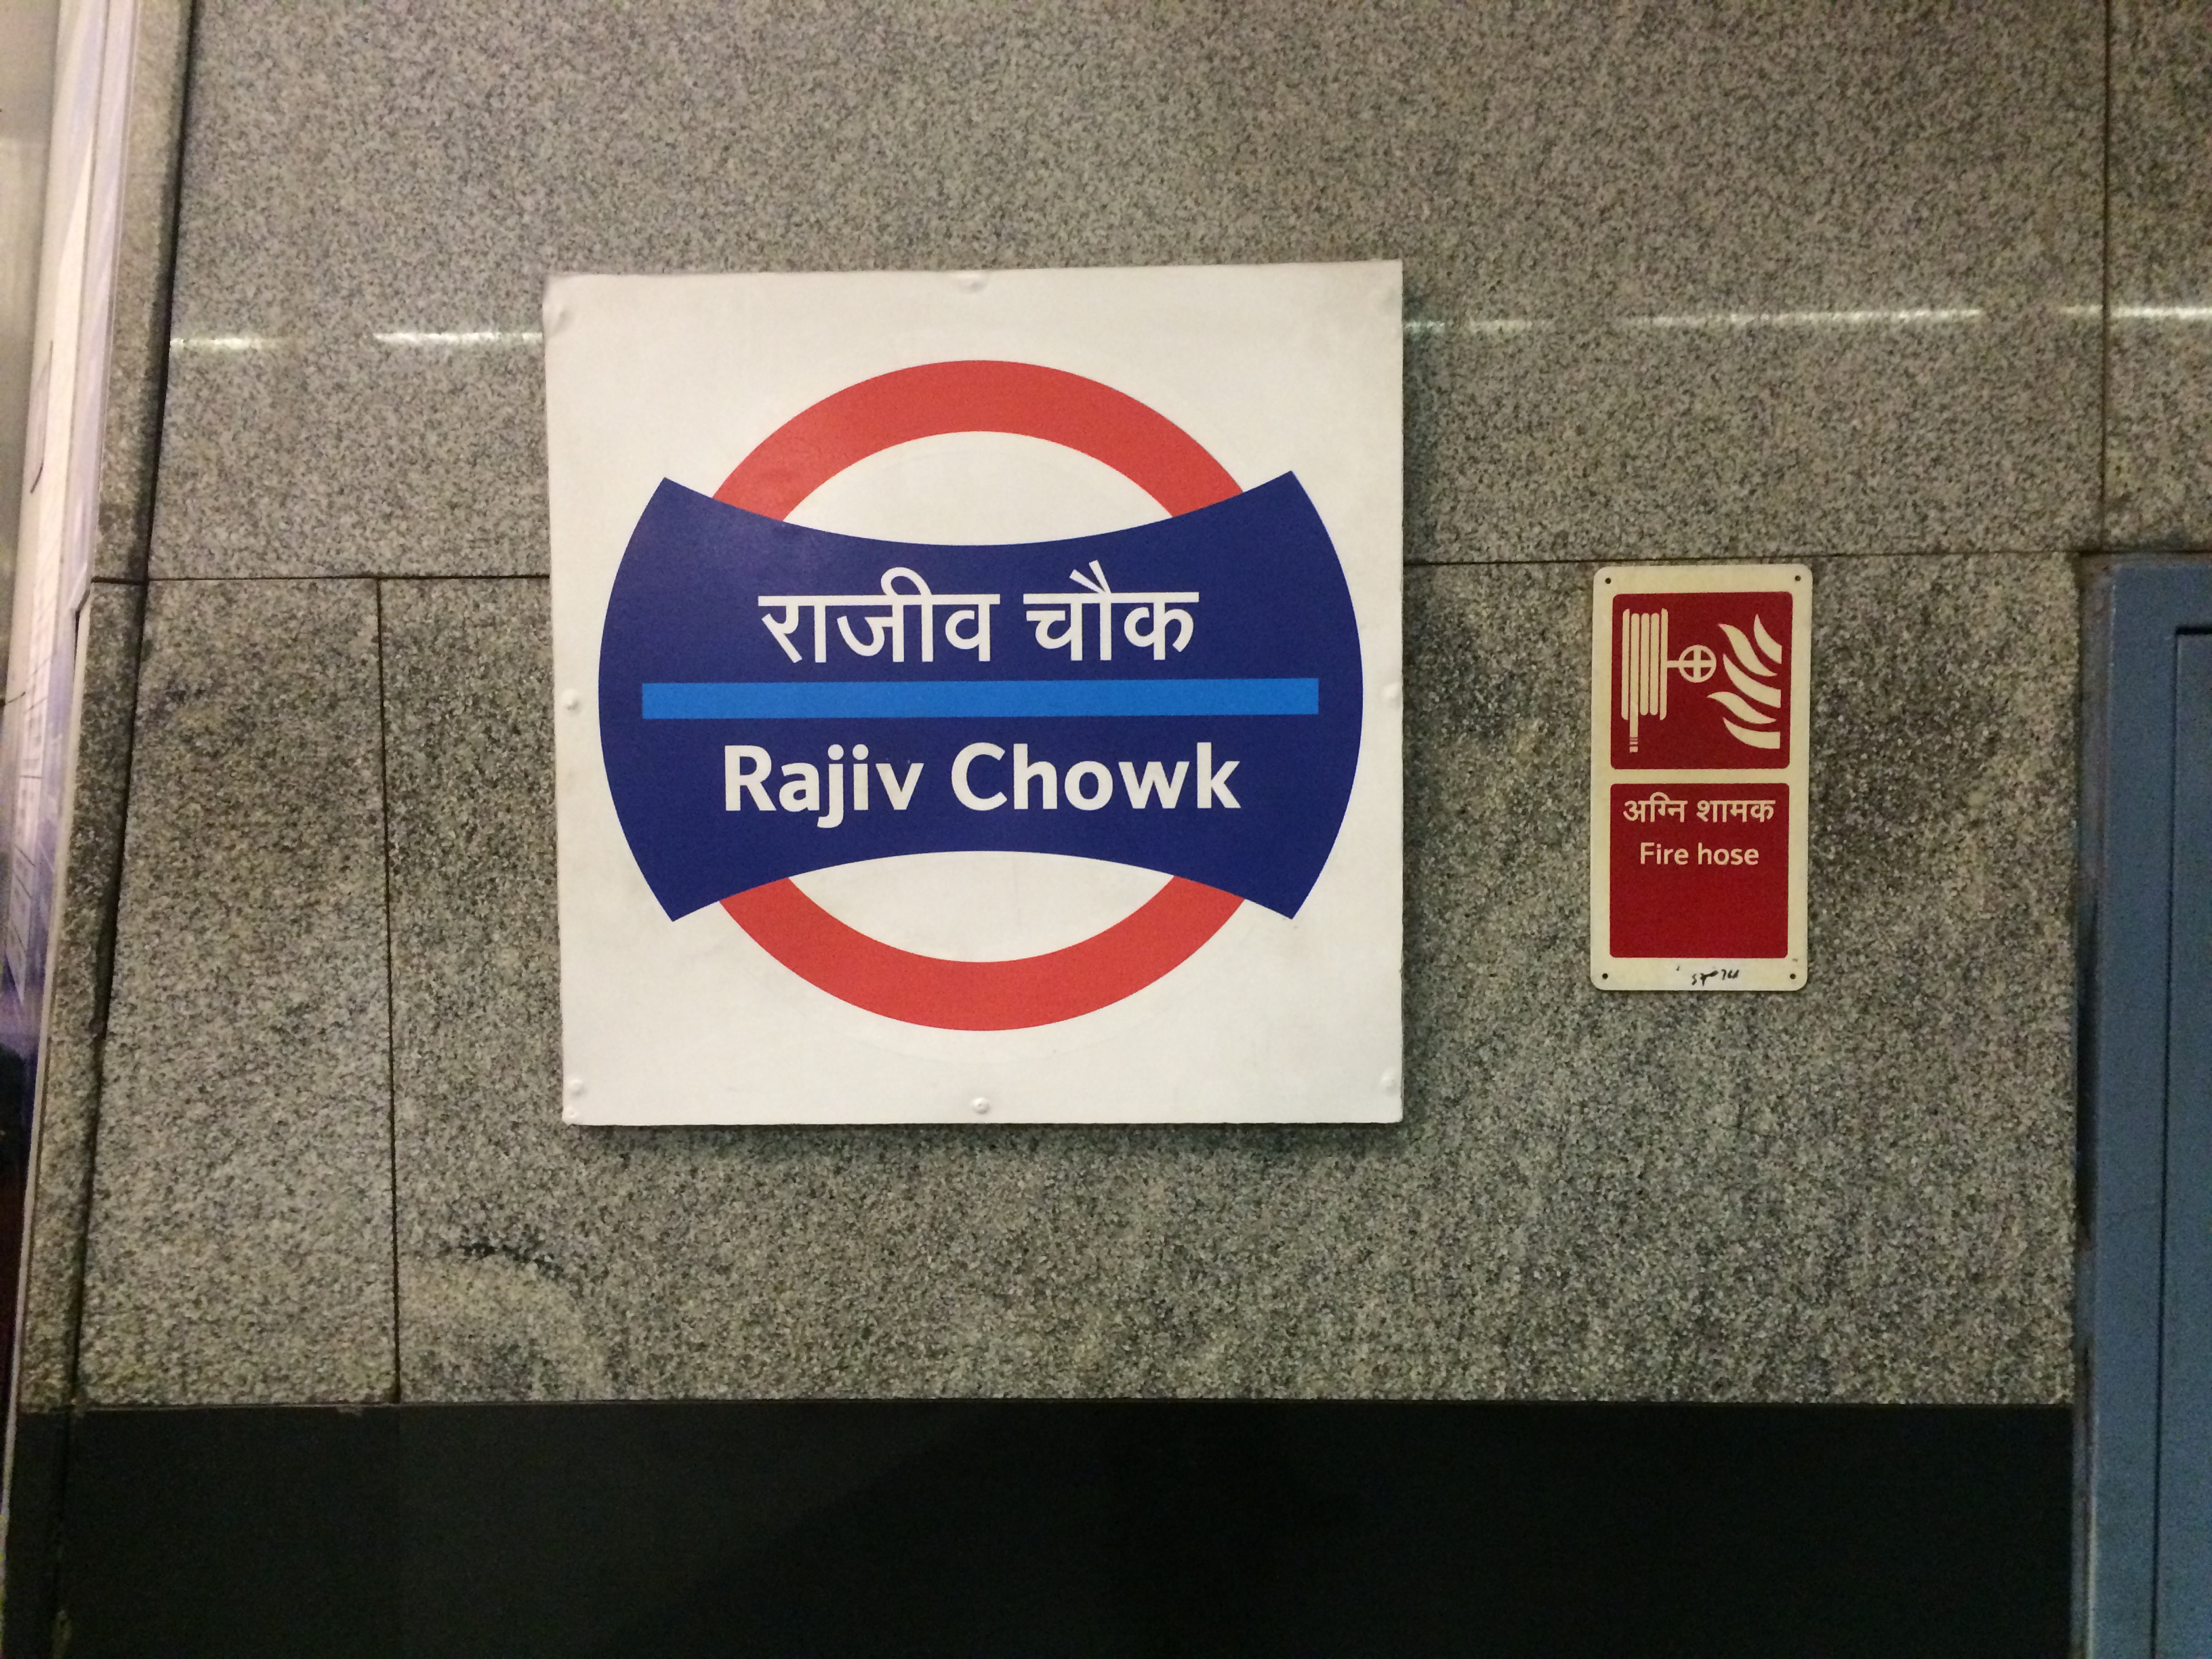 राजीव चौक
Rajiv Chowk
अग्नि शामक
Fire hose